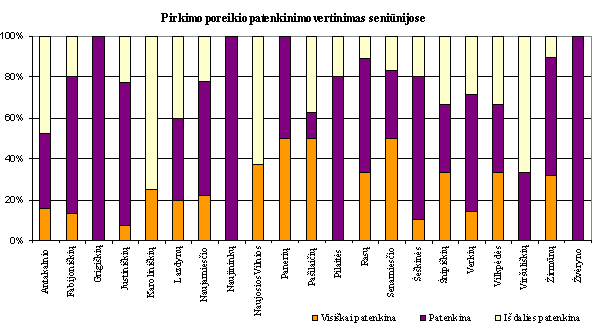 Pirkimo poreikio patenkinimo vertinimas seniūnijose
100%
80%
60%
40%
20%
0%
Antakalnio
Fabijoniškių
Grigiškių
Justiniškių
Karoliniškių
Lazdynų
Naujamiesčio
Naujininkų
Naujosios Vilnios
Panerių
Pašilaičių
Pilaitės
Rasų
Senamiesčio
Šeškinės
Šnipiškių
Verkių
Vilkpėdės
Viršuliškių
Žirmūnų
Žvėryno
Visiškai patenkina
Patenkina
Iš dalies patenkina